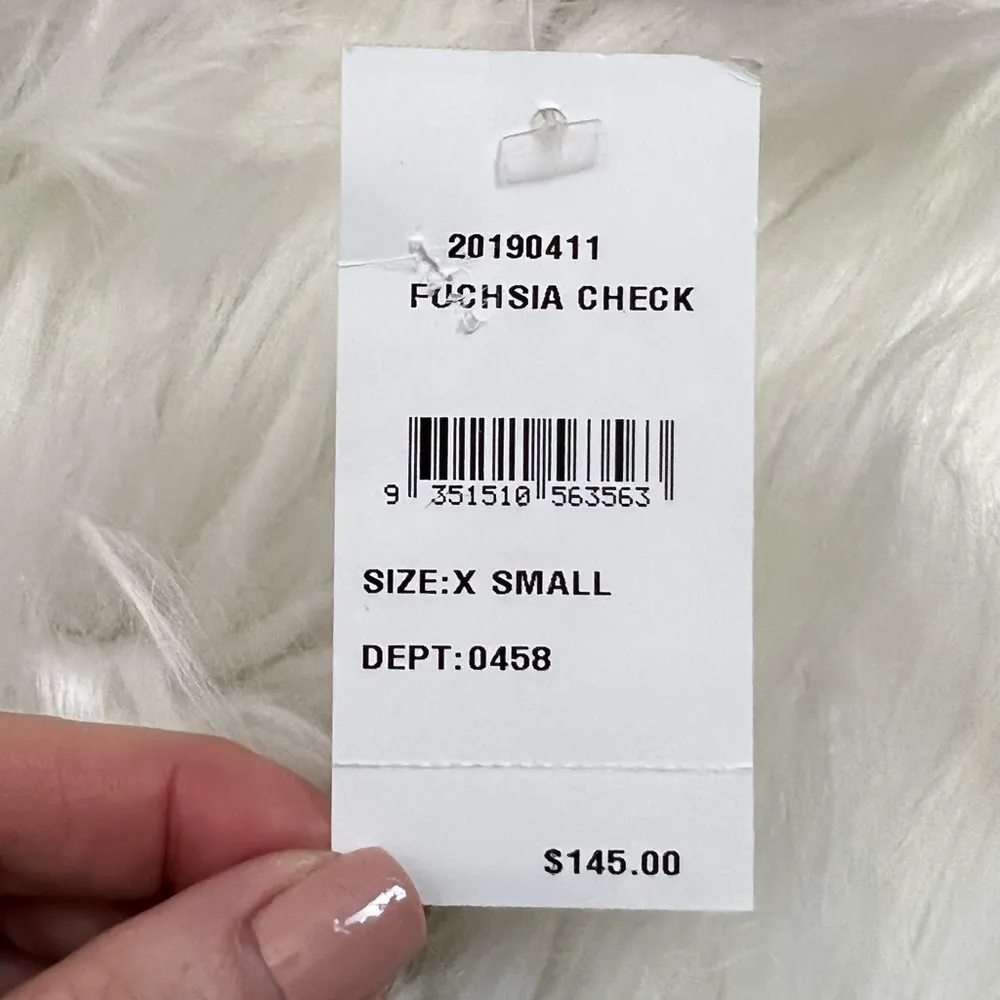 20190411
FUCHSIA CHECK
9 351510 563563
SIZE:X SMALL
DEPT:0458
$145.00